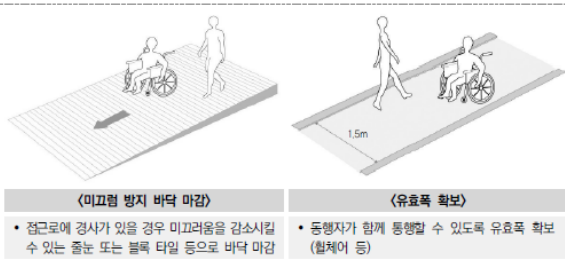 1.5m
〈미끄럼 방지 바닥 마감〉
〈유효폭 확보〉
• 접근로에 경사가 있을 경우 미끄러움을 감소시킬
수 있는 줄눈 또는 블록 타일 등으로 바닥 마감
• 동행자가 함께 통행할 수 있도록 유효폭 확보
(휠체어 등)